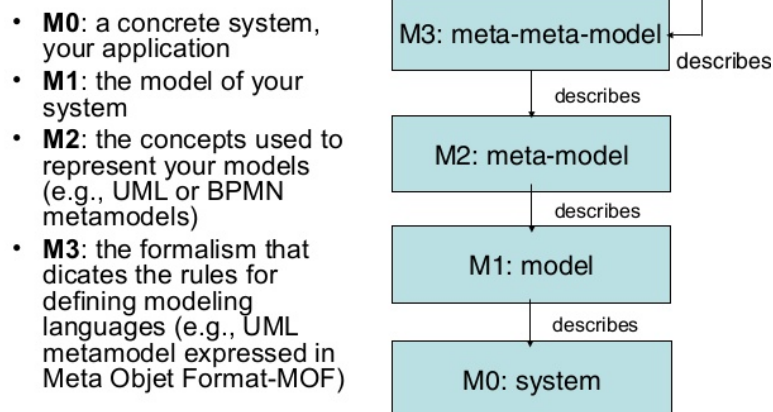 • M0: a concrete system,
your application
• M1: the model of your
system
• M2: the concepts used to
represent your models
(e.g., UML or BPMN
metamodels)
• M3: the formalism that
dicates the rules for
defining modeling
languages (e.g., UML
metamodel expressed in
Meta Objet Format-MOF)
M3: meta-meta-model
describes
describes
M2: meta-model
describes
M1: model
describes
M0: system